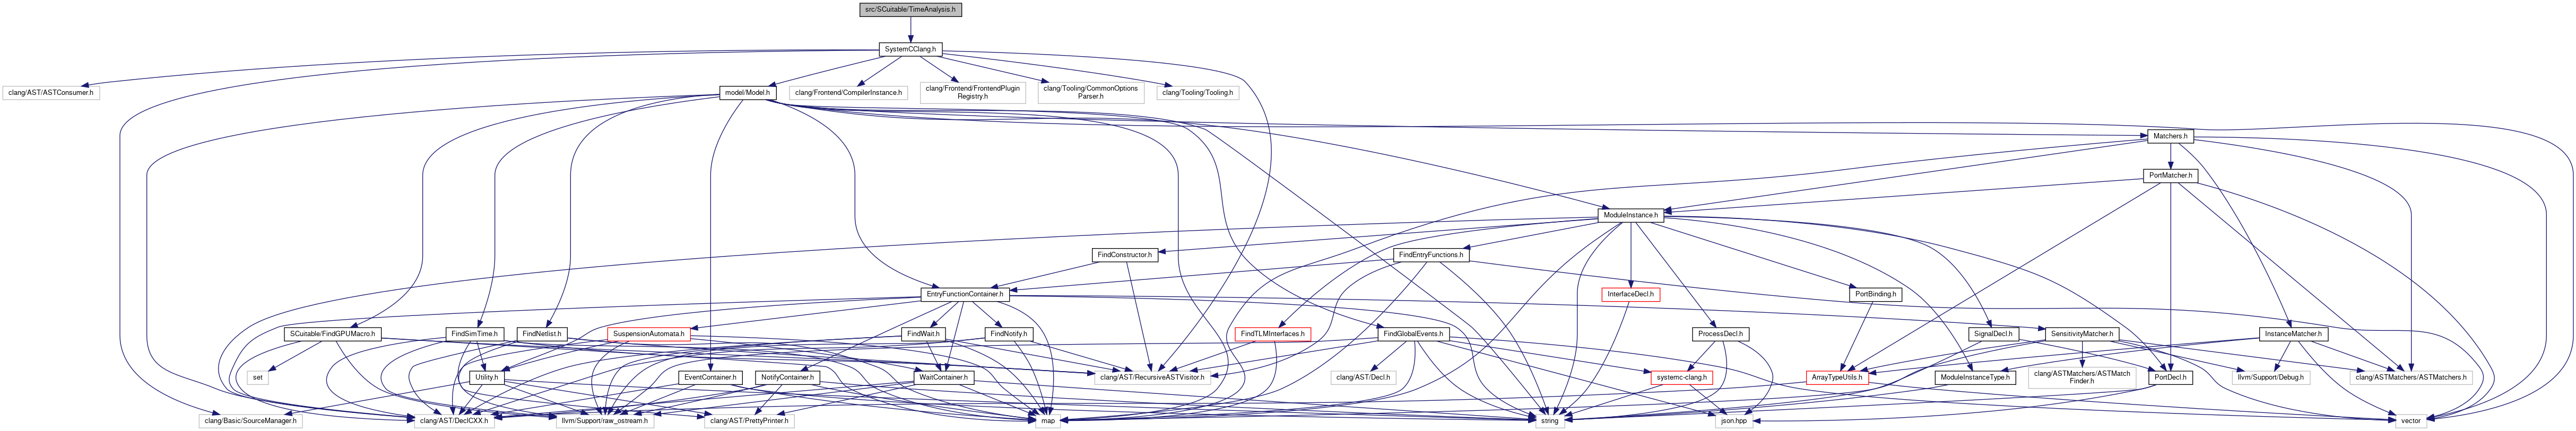 src/SCuitable/TimeAnalysis.h
SystemCClang.h
clang/AST/ASTConsumer.h
model/Model.h
clang/Frontend/CompilerInstance.h
clang/Frontend/FrontendPlugin
Registry.h
clang/Tooling/CommonOptions
Parser.h
clang/Tooling/Tooling.h
Matchers.h
PortMatcher.h
ModuleInstance.h
FindConstructor.h
FindEntryFunctions.h
EntryFunctionContainer.h
InterfaceDecl.h
PortBinding.h
SCuitable/FindGPUMacro.h
FindSimTime.h
FindNetlist.h
SuspensionAutomata.h
FindWait.h
FindNotify.h
FindTLMInterfaces.h
FindGlobalEvents.h
ProcessDecl.h
SignalDecl.h
SensitivityMatcher.h
InstanceMatcher.h
set
Utility.h
EventContainer.h
NotifyContainer.h
WaitContainer.h
clang/AST/RecursiveASTVisitor.h
clang/AST/Decl.h
systemc-clang.h
ArrayTypeUtils.h
ModuleInstanceType.h
clang/ASTMatchers/ASTMatch
Finder.h
PortDecl.h
llvm/Support/Debug.h
clang/ASTMatchers/ASTMatchers.h
clang/Basic/SourceManager.h
clang/AST/DeclCXX.h
llvm/Support/raw_ostream.h
clang/AST/PrettyPrinter.h
map
string
json.hpp
vector